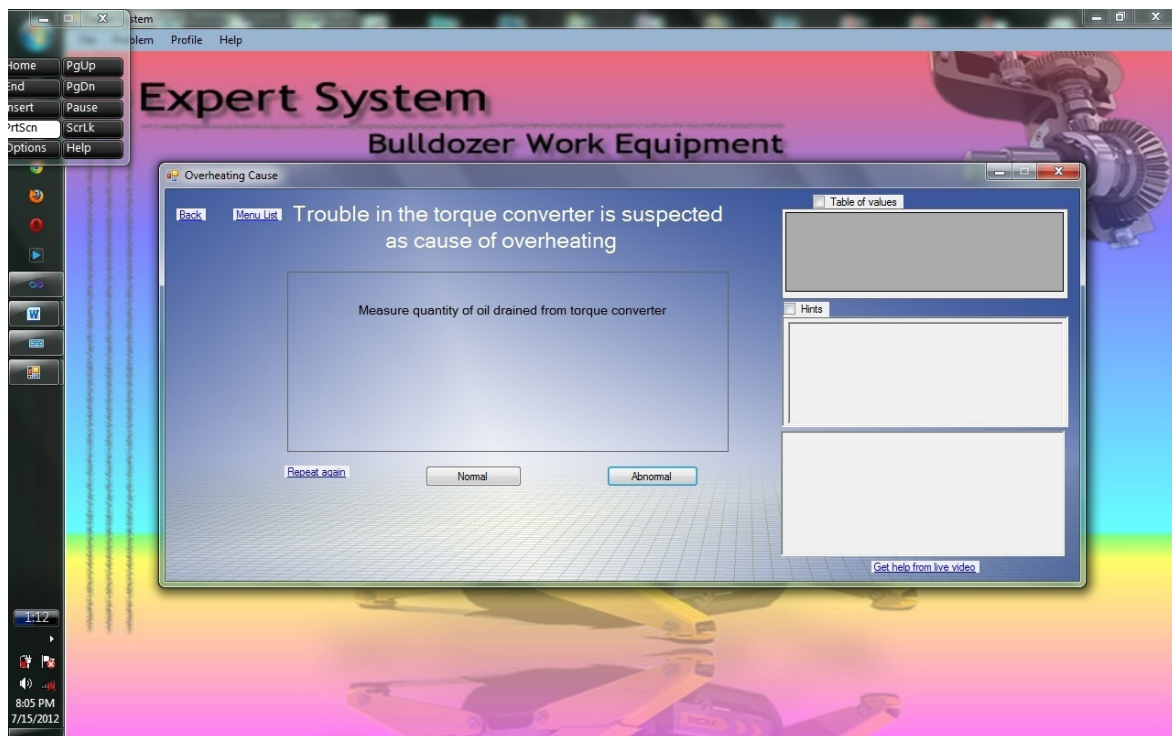 stem
blem Profile Help
Home PgUp
End PgDn
Insert Pause
PrtScn ScrLk
Options Help
Expert System
Bulldozer Work Equipment
Overheating Cause
Back Menu List
Trouble in the torque converter is suspected
as cause of overheating
Measure quantity of oil drained from torque converter
Repeat again Normal Abnormal
Table of values
Hints
Get help from live video
1:12
8:05 PM
7/15/2012